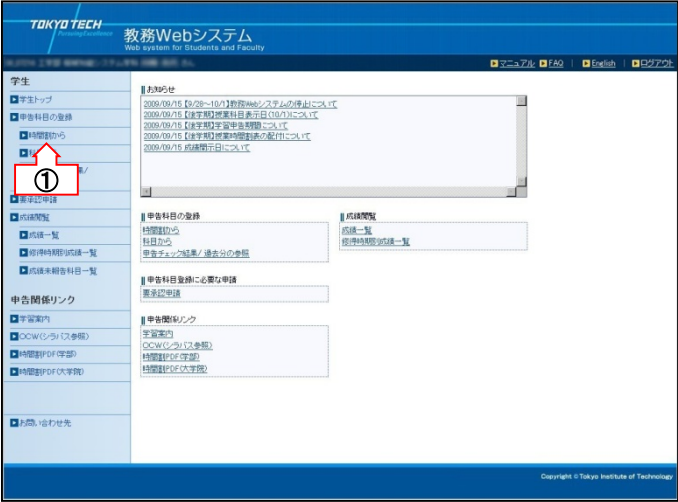 TOKYO TECH
Pursuing Excellence
教務Webシステム
Web system for Students and Faculty
マニュアル FAQ | English | ログアウト
学生
学生トップ
申告科目の登録
時間割から
①
要承認申請
成績閲覧
成績一覧
修得時期別成績一覧
成績未報告科目一覧
申告関係リンク
学習案内
OCW(シラバス参照)
時間割PDF(学部)
時間割PDF(大学院)
お問い合わせ先
お知らせ
2009/09/15 【9/28~10/1】教務Webシステムの停止について
2009/09/15 【後学期】授業科目表示日(10/1)について
2009/09/15 【後学期】学習申告期間について
2009/09/15 【後学期】授業時間割表の配付について
2009/09/15 成績開示日について
申告科目の登録
時間割から
科目から
申告チェック結果/ 過去分の参照
成績閲覧
成績一覧
修得時期別成績一覧
申告科目登録に必要な申請
要承認申請
申告関係リンク
学習案内
OCW(シラバス参照)
時間割PDF(学部)
時間割PDF(大学院)
Copyright © Tokyo Institute of Technology